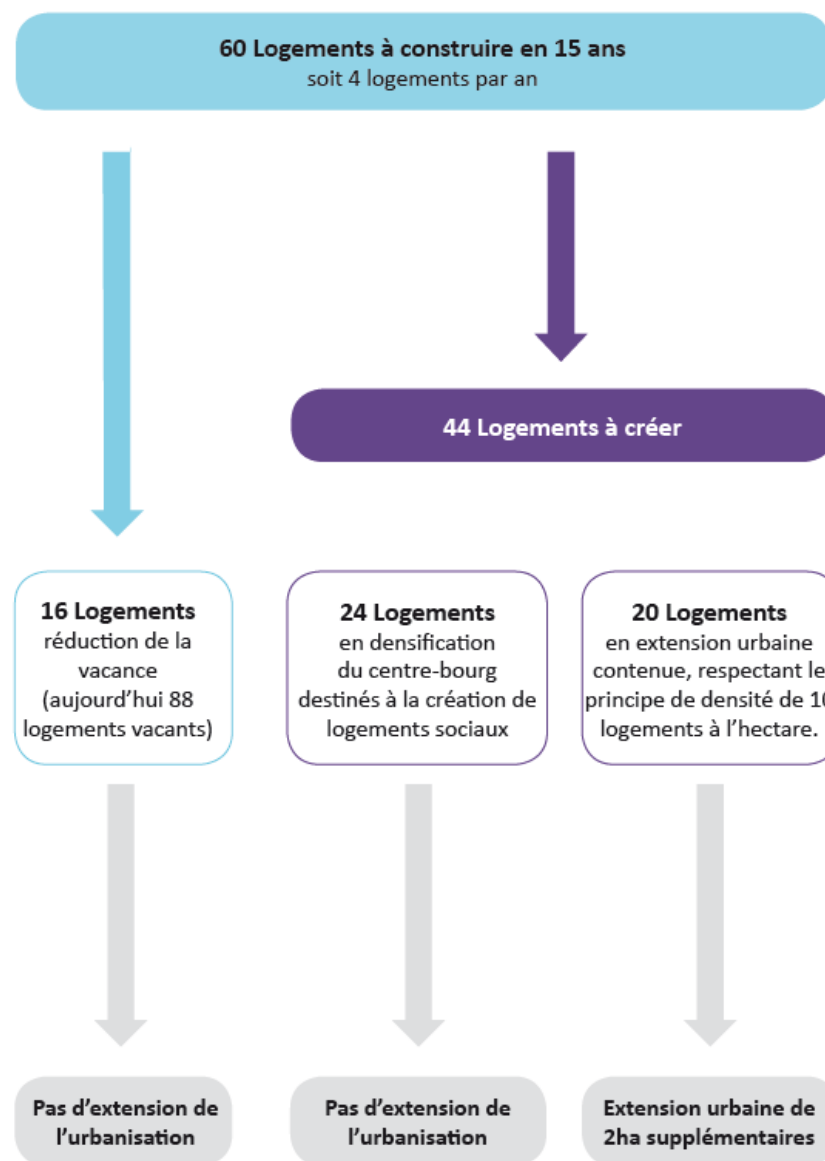 60 Logements à construire en 15 ans
soit 4 logements par an
44 Logements à créer
16 Logements
réduction de la
vacance
(aujourd’hui 88
logements vacants)
24 Logements
en densification
du centre-bourg
destinés à la création de
logements sociaux
20 Logements
en extension urbaine
contenue, respectant le
principe de densité de
logements à l’hectare.
Pas d’extension de
l’urbanisation
Pas d’extension de
l’urbanisation
Extension urbaine de
2ha supplémentaires